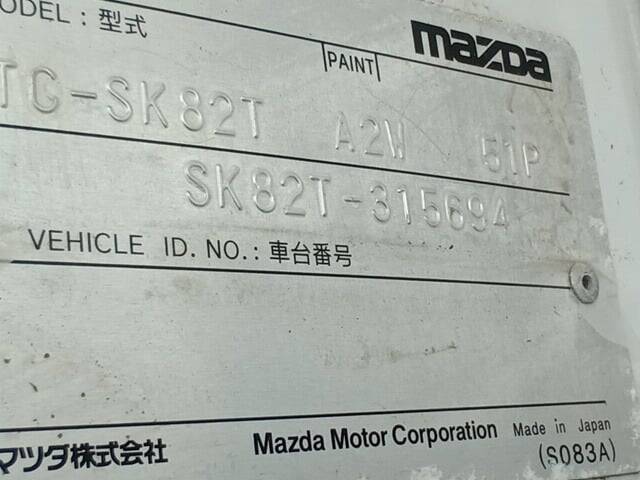 ODEL : 型式
mazda
PAINT
TC-SK82T A2W 51P
SK82T-315694
VEHICLE ID. NO. : 車台番号
マツダ株式会社 Mazda Motor Corporation Made in Japan
(S083A)